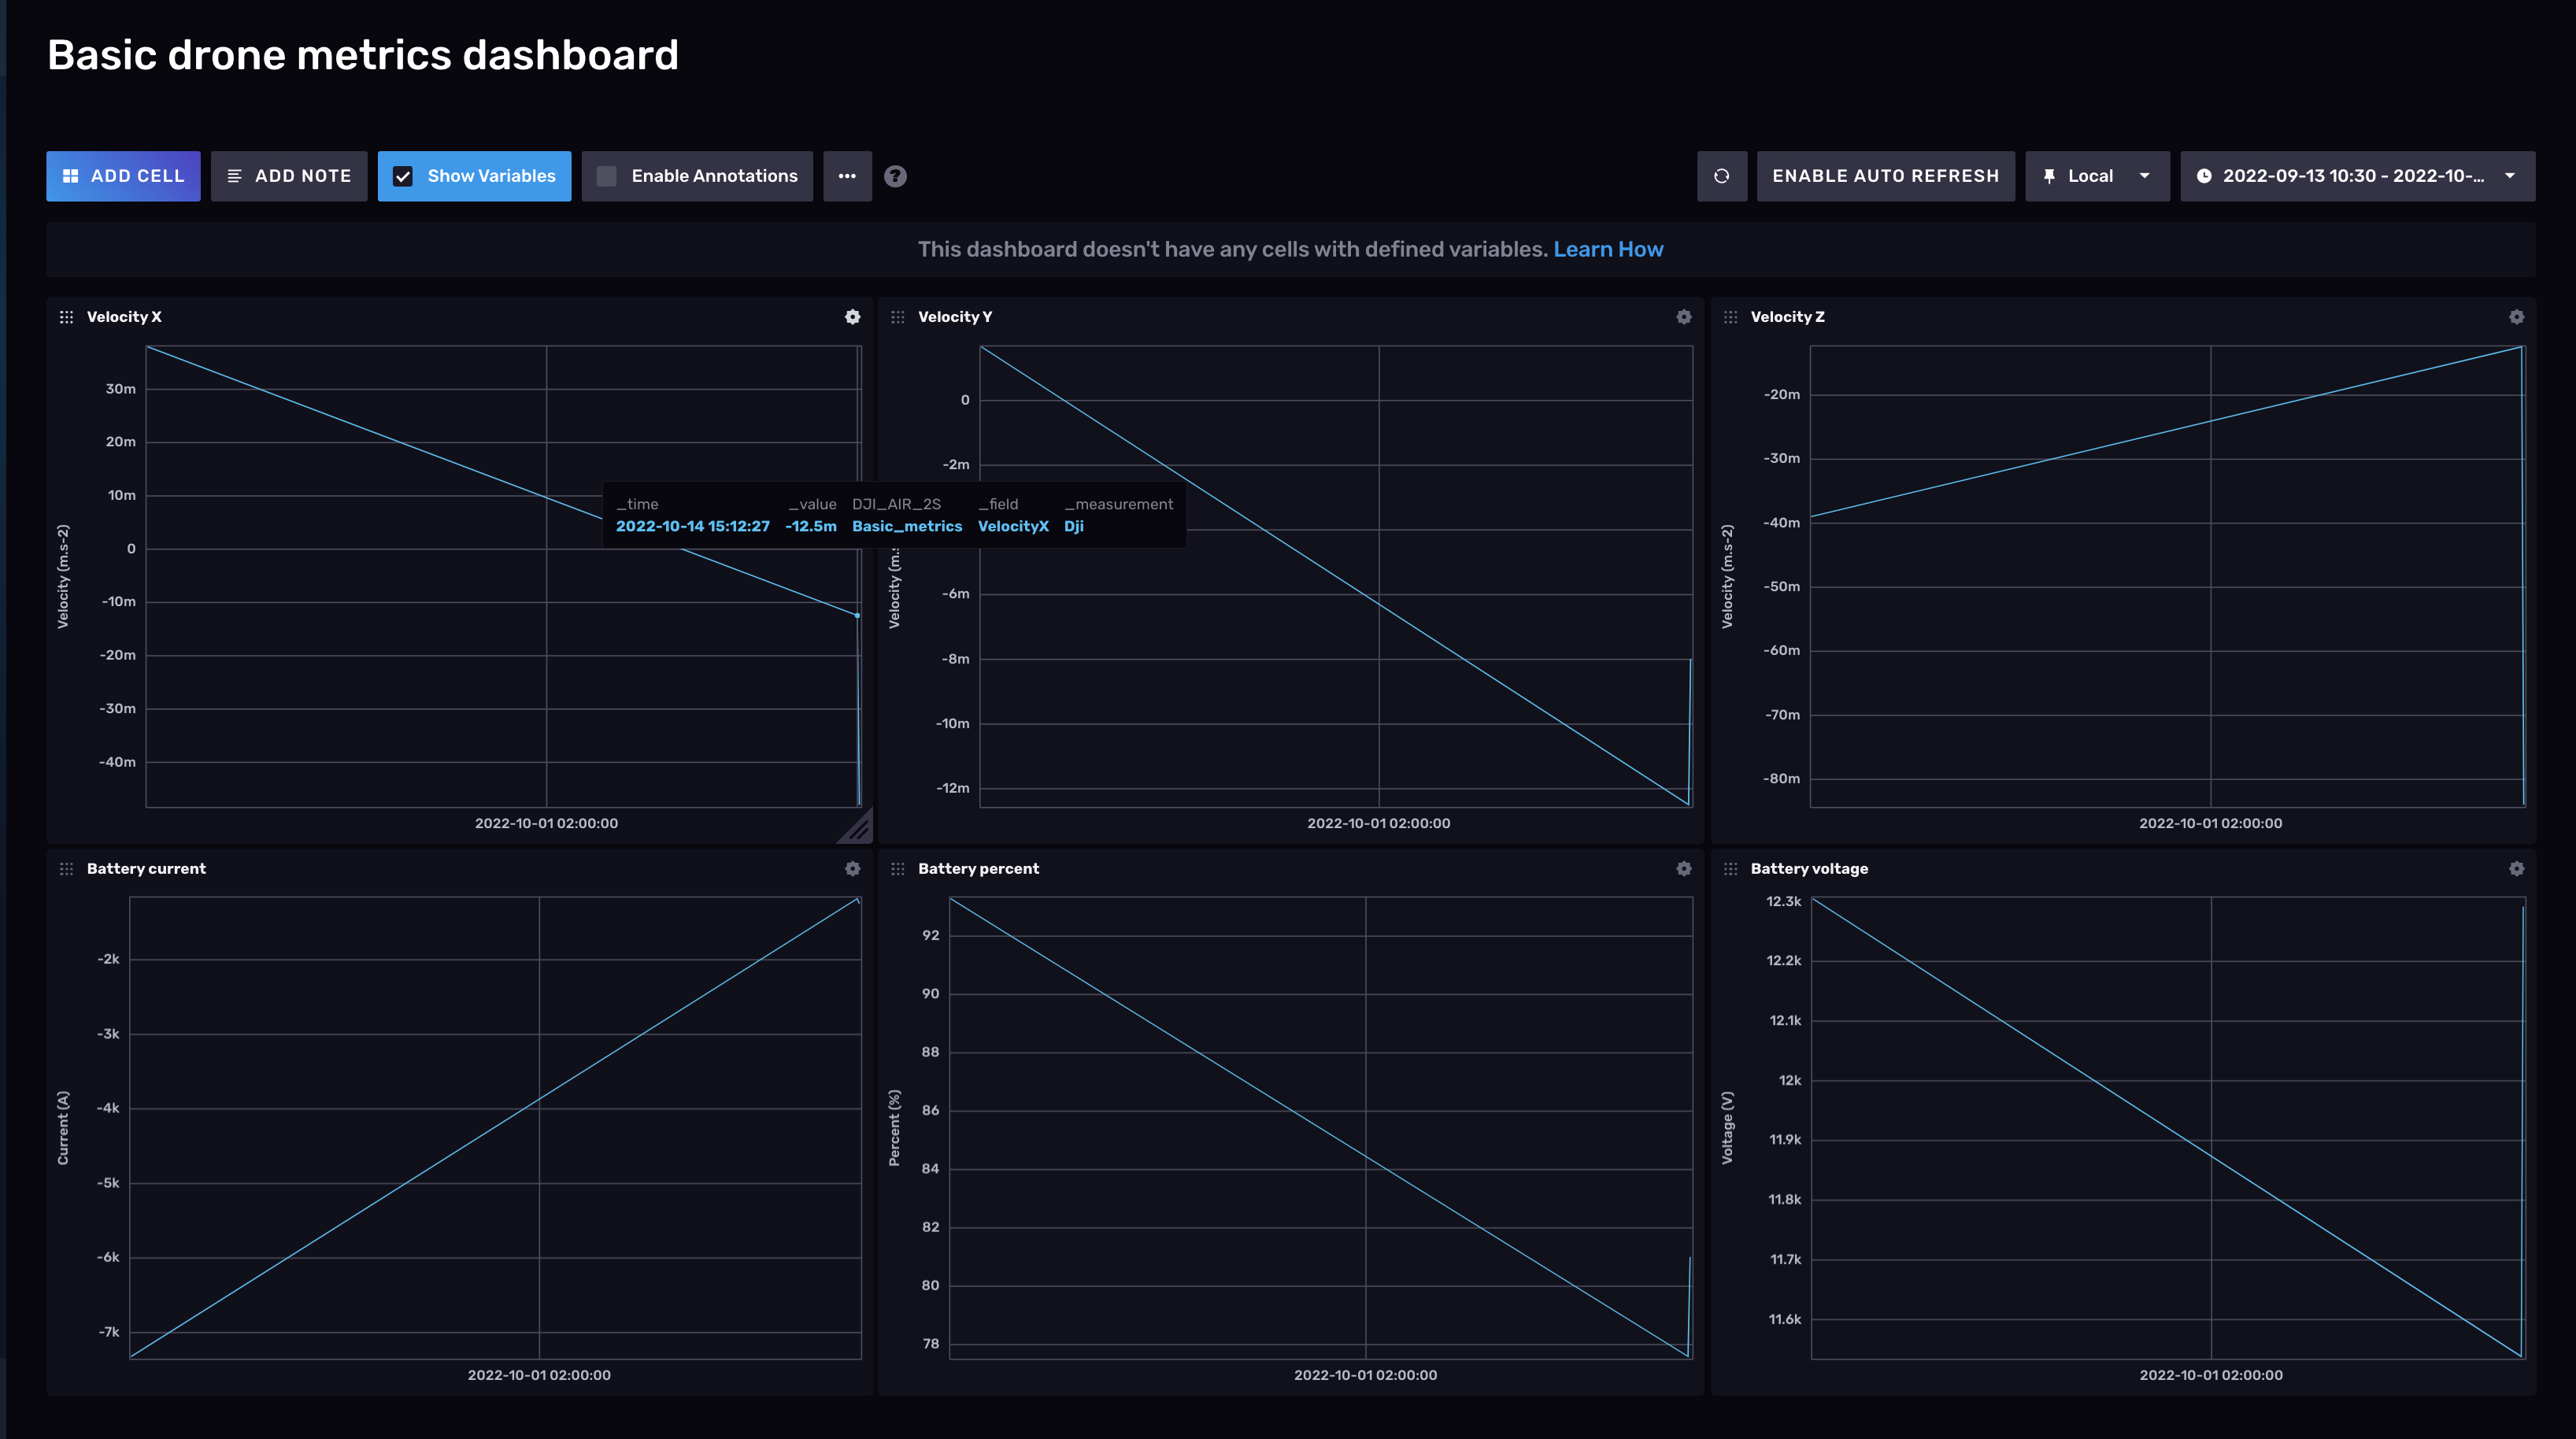 Basic drone metrics dashboard
ADD CELL
ADD NOTE
Show Variables
Enable Annotations
?
ENABLE AUTO REFRESH
Local
2022-09-13 10:30 - 2022-10-...
This dashboard doesn't have any cells with defined variables. Learn How
Velocity X
Velocity (m.s-2)
30m
20m
10m
0
-10m
-20m
-30m
-40m
2022-10-01 02:00:00
_time _value DJI_AIR_2S _field _measurement
2022-10-14 15:12:27 -12.5m Basic_metrics VelocityX Dji
Velocity Y
Velocity (m.s
0
-2m
-6m
-8m
-10m
-12m
2022-10-01 02:00:00
Velocity Z
Velocity (m.s-2)
-20m
-30m
-40m
-50m
-60m
-70m
-80m
2022-10-01 02:00:00
Battery current
Current (A)
-2k
-3k
-4k
-5k
-6k
-7k
2022-10-01 02:00:00
Battery percent
Percent (%)
92
90
88
86
84
82
80
78
2022-10-01 02:00:00
Battery voltage
Voltage (V)
12.3k
12.2k
12.1k
12k
11.9k
11.8k
11.7k
11.6k
2022-10-01 02:00:00